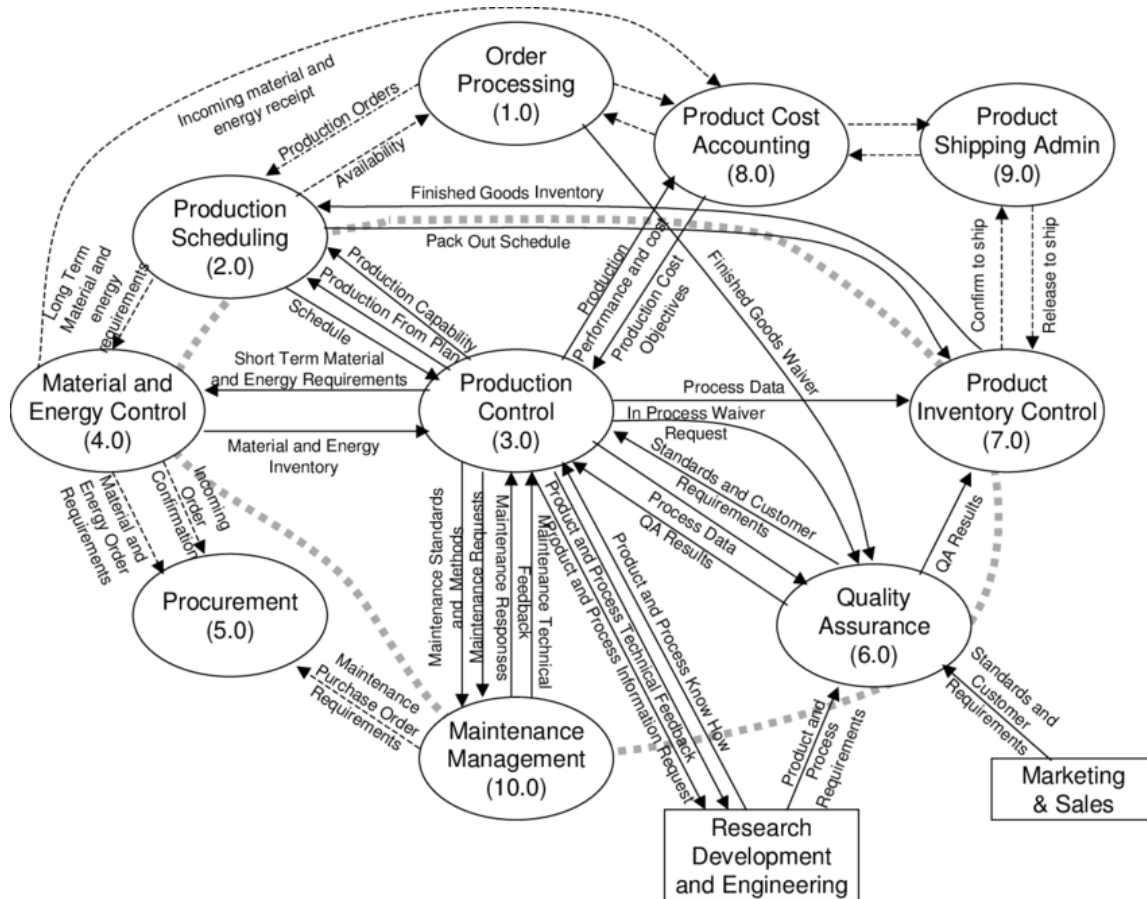 Order
Processing
(1.0)
Incoming material and
energy receipt
Production Orders
Availability
Product Cost
Accounting
(8.0)
Product
Shipping Admin
(9.0)
Production
Scheduling
(2.0)
Finished Goods Inventory
Pack Out Schedule
Long Term
Material and
energy
requirements
Production Capability
Production From Plan
Schedule
Production
Performance and cost
Production Cost
Objectives
Finished Goods Waiver
Confirm to ship
Release to ship
Material and
Energy Control
(4.0)
Short Term Material
and Energy Requirements
Material and Energy
Inventory
Production
Control
(3.0)
Process Data
In Process Waiver
Request
Product
Inventory Control
(7.0)
Standards and Customer
Requirements
Process Data
QA Results
QA Results
Incoming
Order
Confirmation
Material and
Energy Order
Requirements
Procurement
(5.0)
Maintenance Standards
and Methods
Maintenance Requests
Maintenance Responses
Maintenance Technical
Feedback
Product and Process Technical Feedback
Product and Process Information Request
Product and Process Know How
Quality
Assurance
(6.0)
Maintenance
Purchase Order
Requirements
Maintenance
Management
(10.0)
Product and
Process
Requirements
Standards and
Customer
Requirements
Marketing
& Sales
Research
Development
and Engineering